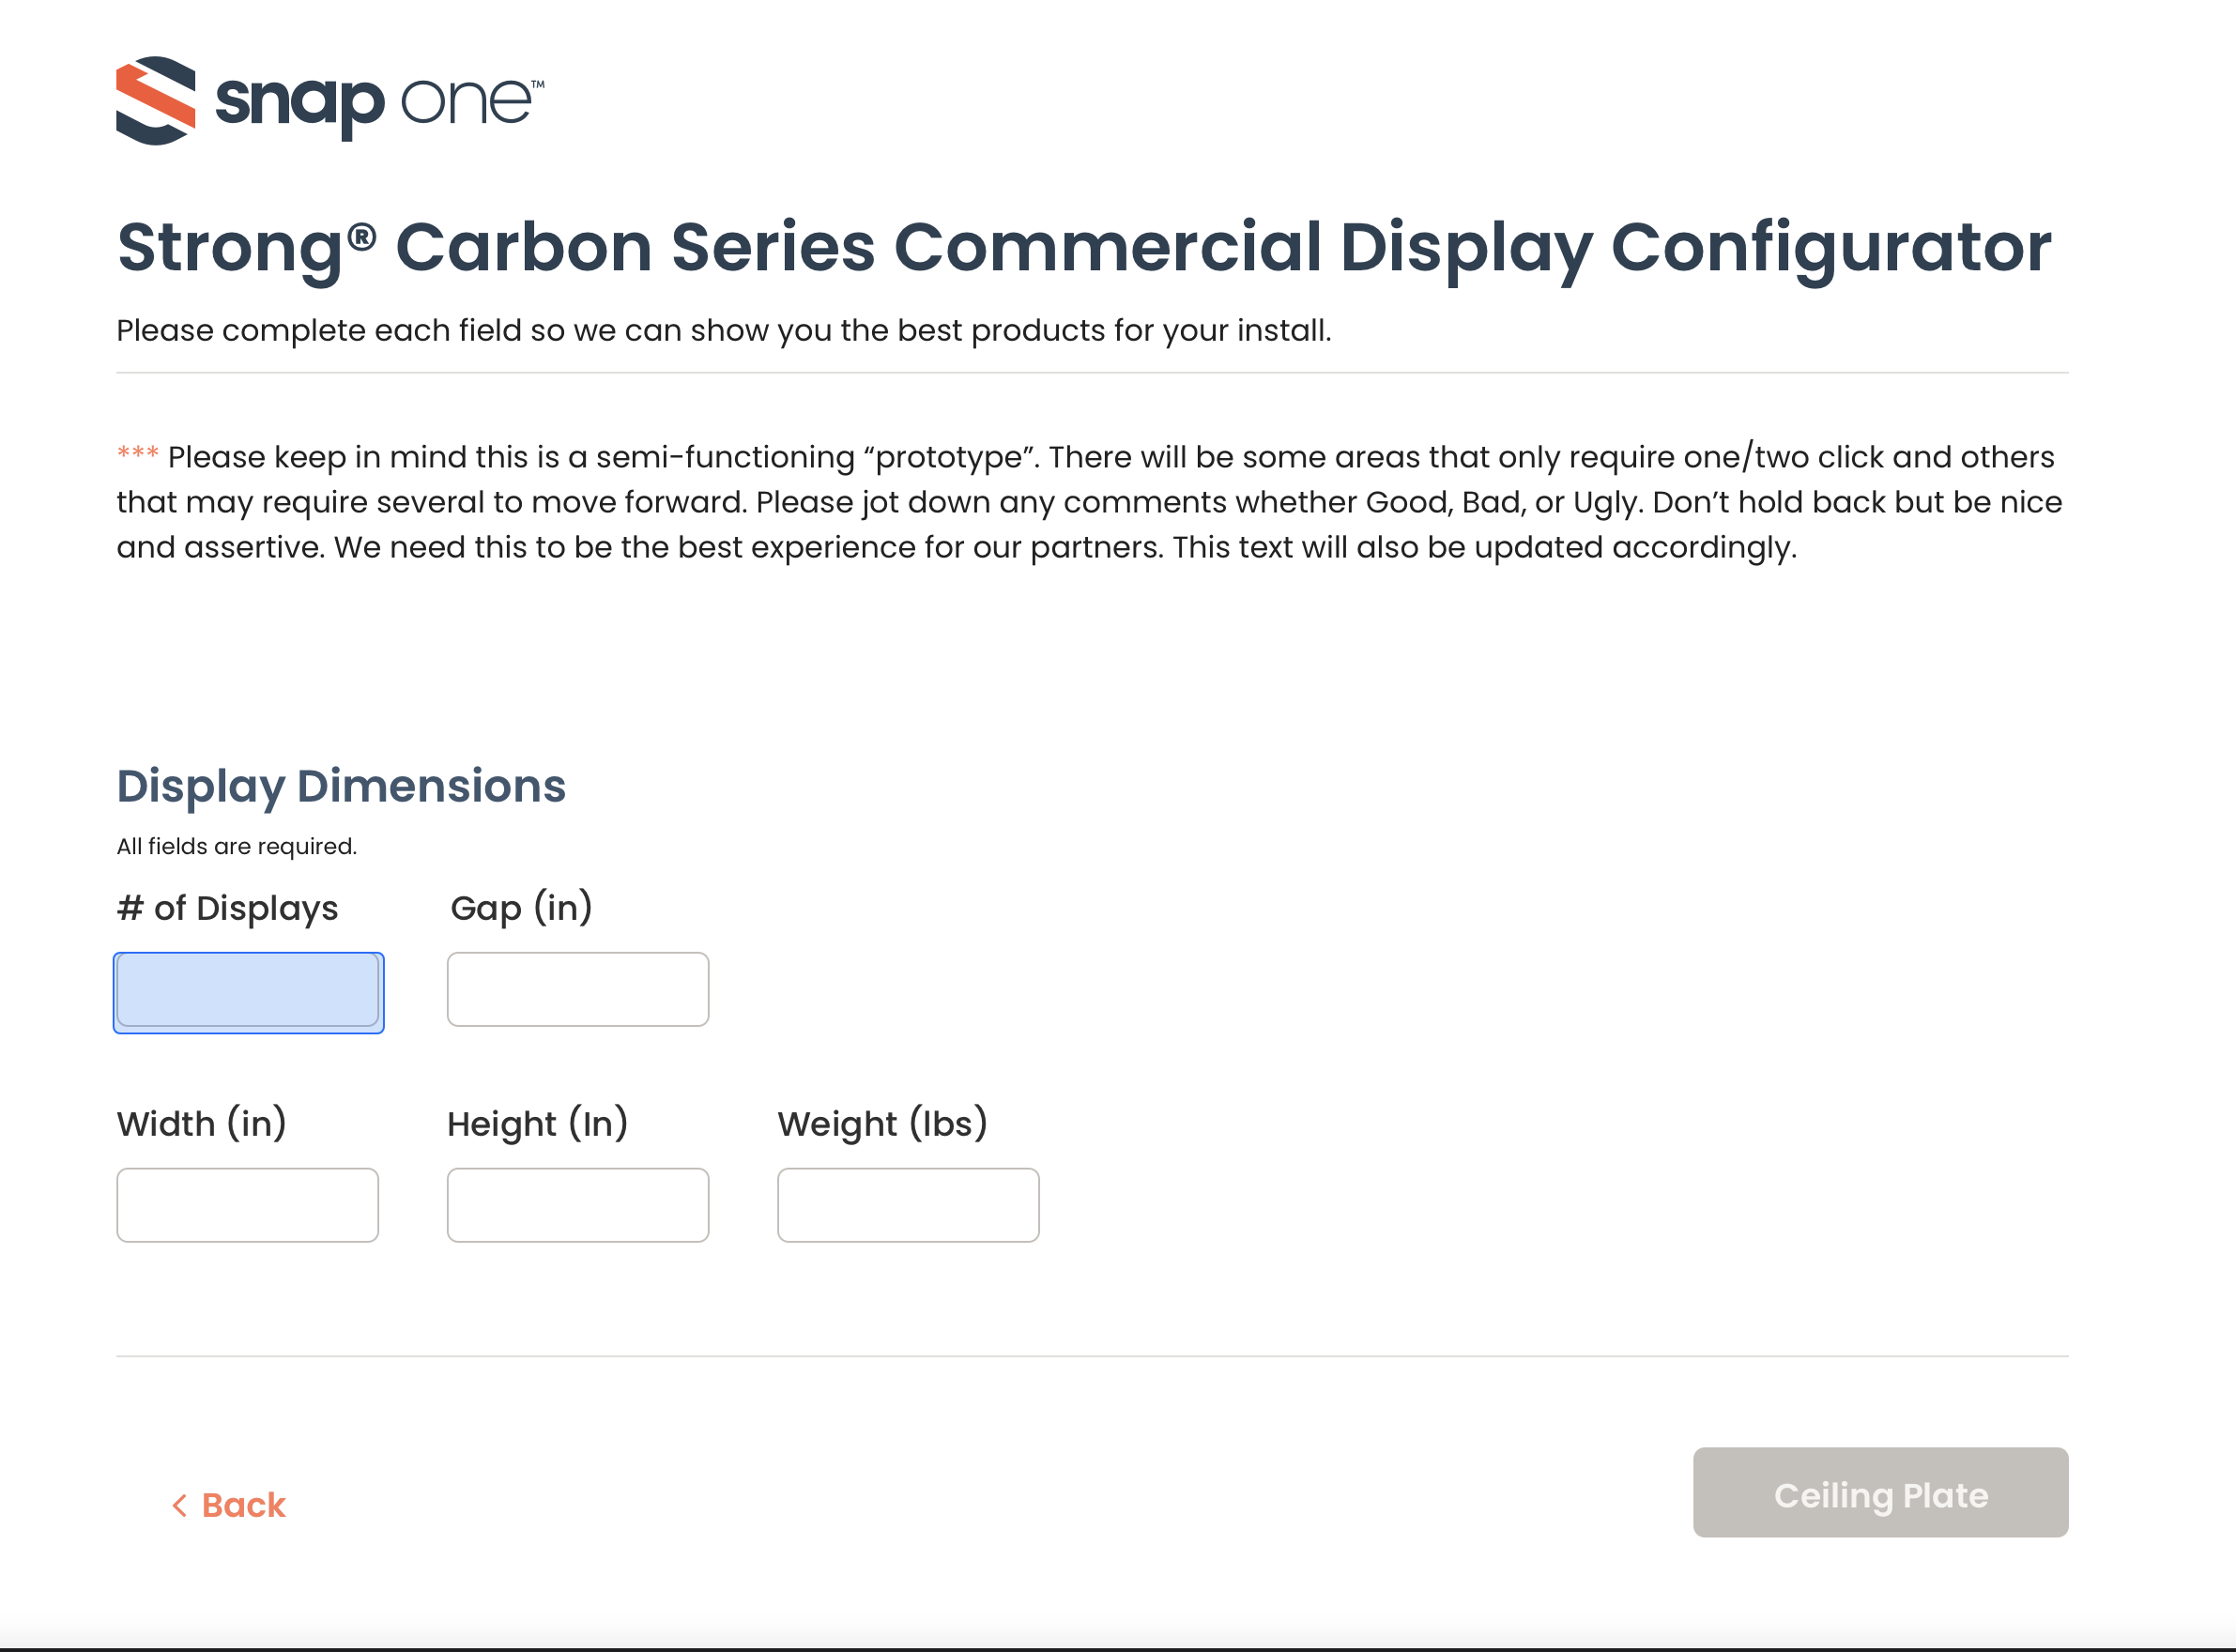 snap one™
Strong® Carbon Series Commercial Display Configurator
Please complete each field so we can show you the best products for your install.
*** Please keep in mind this is a semi-functioning “prototype”. There will be some areas that only require one/two click and others
that may require several to move forward. Please jot down any comments whether Good, Bad, or Ugly. Don’t hold back but be nice
and assertive. We need this to be the best experience for our partners. This text will also be updated accordingly.
Display Dimensions
All fields are required.
# of Displays Gap (in)
Width (in) Height (In) Weight (lbs)
Back Ceiling Plate